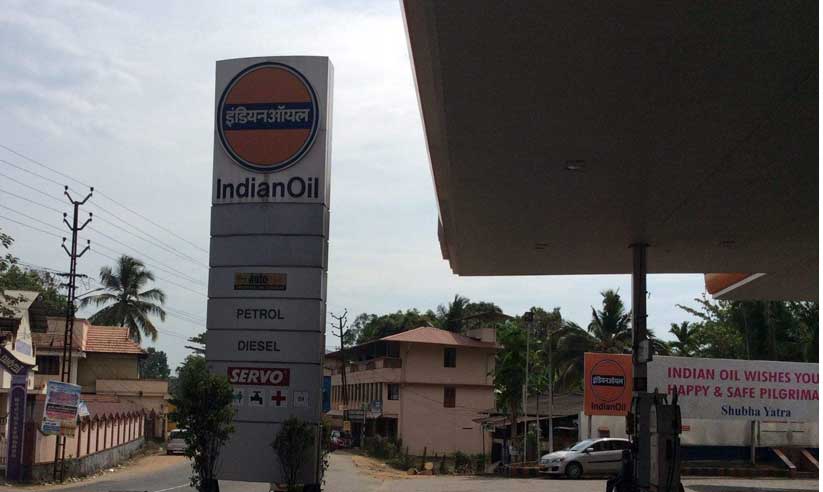 इंडियनऑयल
IndianOil
Auto
PETROL
DIESEL
SERVO
इंडियनऑयल
IndianOil
INDIAN OIL WISHES YOU
HAPPY & SAFE PILGRIMA
Shubha Yatra